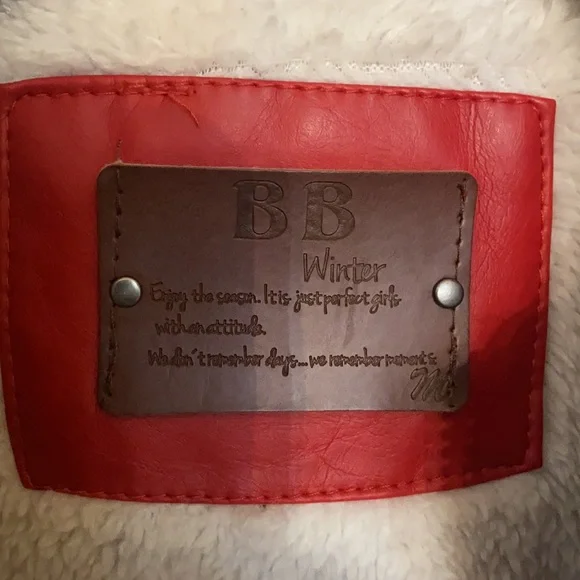 BB
Winter
Enjoy the season. It is just perfect girls
with an attitude.
We don't remember days... we remember moments.